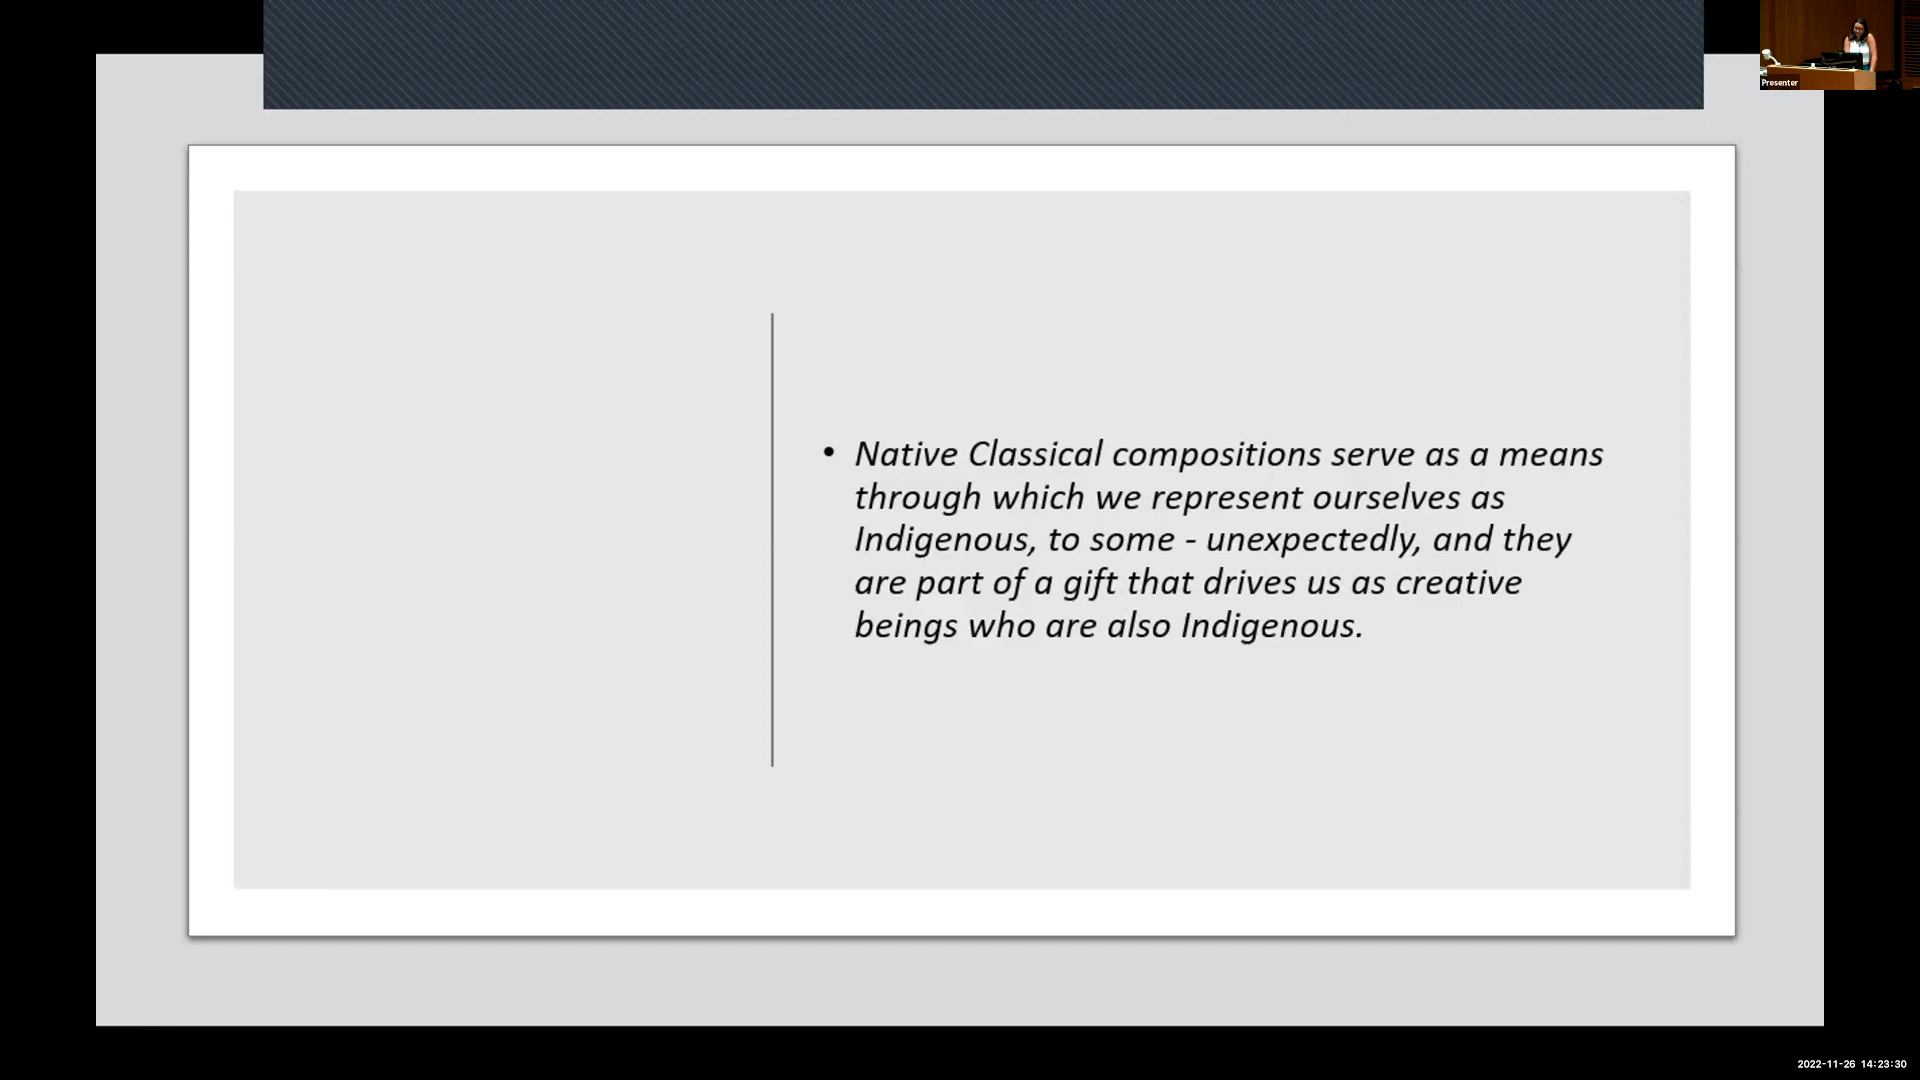 Presenter
• Native Classical compositions serve as a means
through which we represent ourselves as
Indigenous, to some - unexpectedly, and they
are part of a gift that drives us as creative
beings who are also Indigenous.
2022-11-26 14:23:30